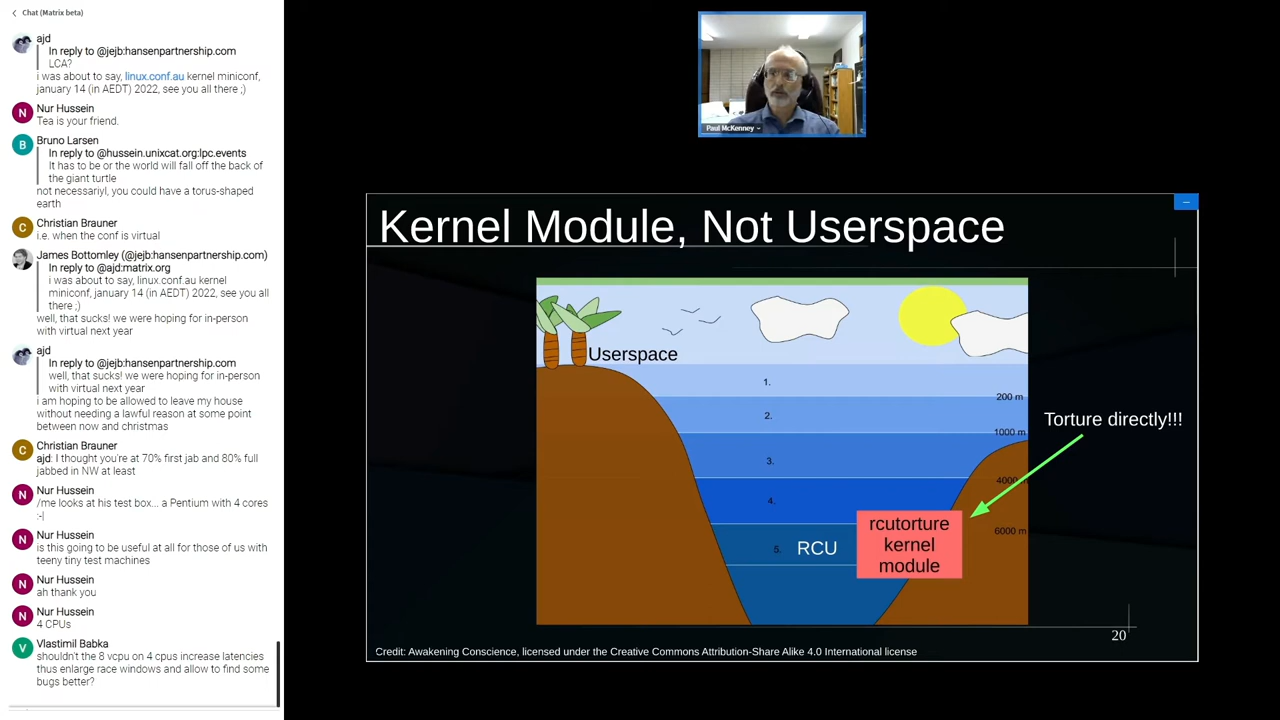 Chat (Matrix beta)
ajd
In reply to @jejb:hansenpartnership.com
LCA?
i was about to say, linux.conf.au kernel miniconf,
january 14 (in AEDT) 2022, see you all there ;)
Nur Hussein
Tea is your friend.
Bruno Larsen
In reply to @hussein.unixcat.org:lpc.events
It has to be or the world will fall off the back of
the giant turtle
not necessariyl, you could have a torus-shaped
earth
Christian Brauner
i.e. when the conf is virtual
James Bottomley (@jejb:hansenpartnership.com)
In reply to @ajd:matrix.org
i was about to say, linux.conf.au kernel
miniconf, january 14 (in AEDT) 2022, see you all
there ;)
well, that sucks! we were hoping for in-person
with virtual next year
ajd
In reply to @jejb:hansenpartnership.com
well, that sucks! we were hoping for in-person
with virtual next year
i am hoping to be allowed to leave my house
without needing a lawful reason at some point
between now and christmas
Christian Brauner
ajd: I thought you're at 70% first jab and 80% full
jabbed in NW at least
Nur Hussein
/me looks at his test box... a Pentium with 4 cores
:-|
Nur Hussein
is this going to be useful at all for those of us with
teeny tiny test machines
Nur Hussein
ah thank you
Nur Hussein
4 CPUs
Vlastimil Babka
shouldn't the 8 vcpu on 4 cpus increase latencies
thus enlarge race windows and allow to find some
bugs better?
N
B
C
C
N
N
N
N
V
Paul McKenney
Kernel Module, Not Userspace
Userspace
1.
200 m
2.
1000 m
Torture directly!!!
3.
4000 m
4.
rcutorture
kernel
module
6000 m
5.
RCU
20
Credit: Awakening Conscience, licensed under the Creative Commons Attribution-Share Alike 4.0 International license